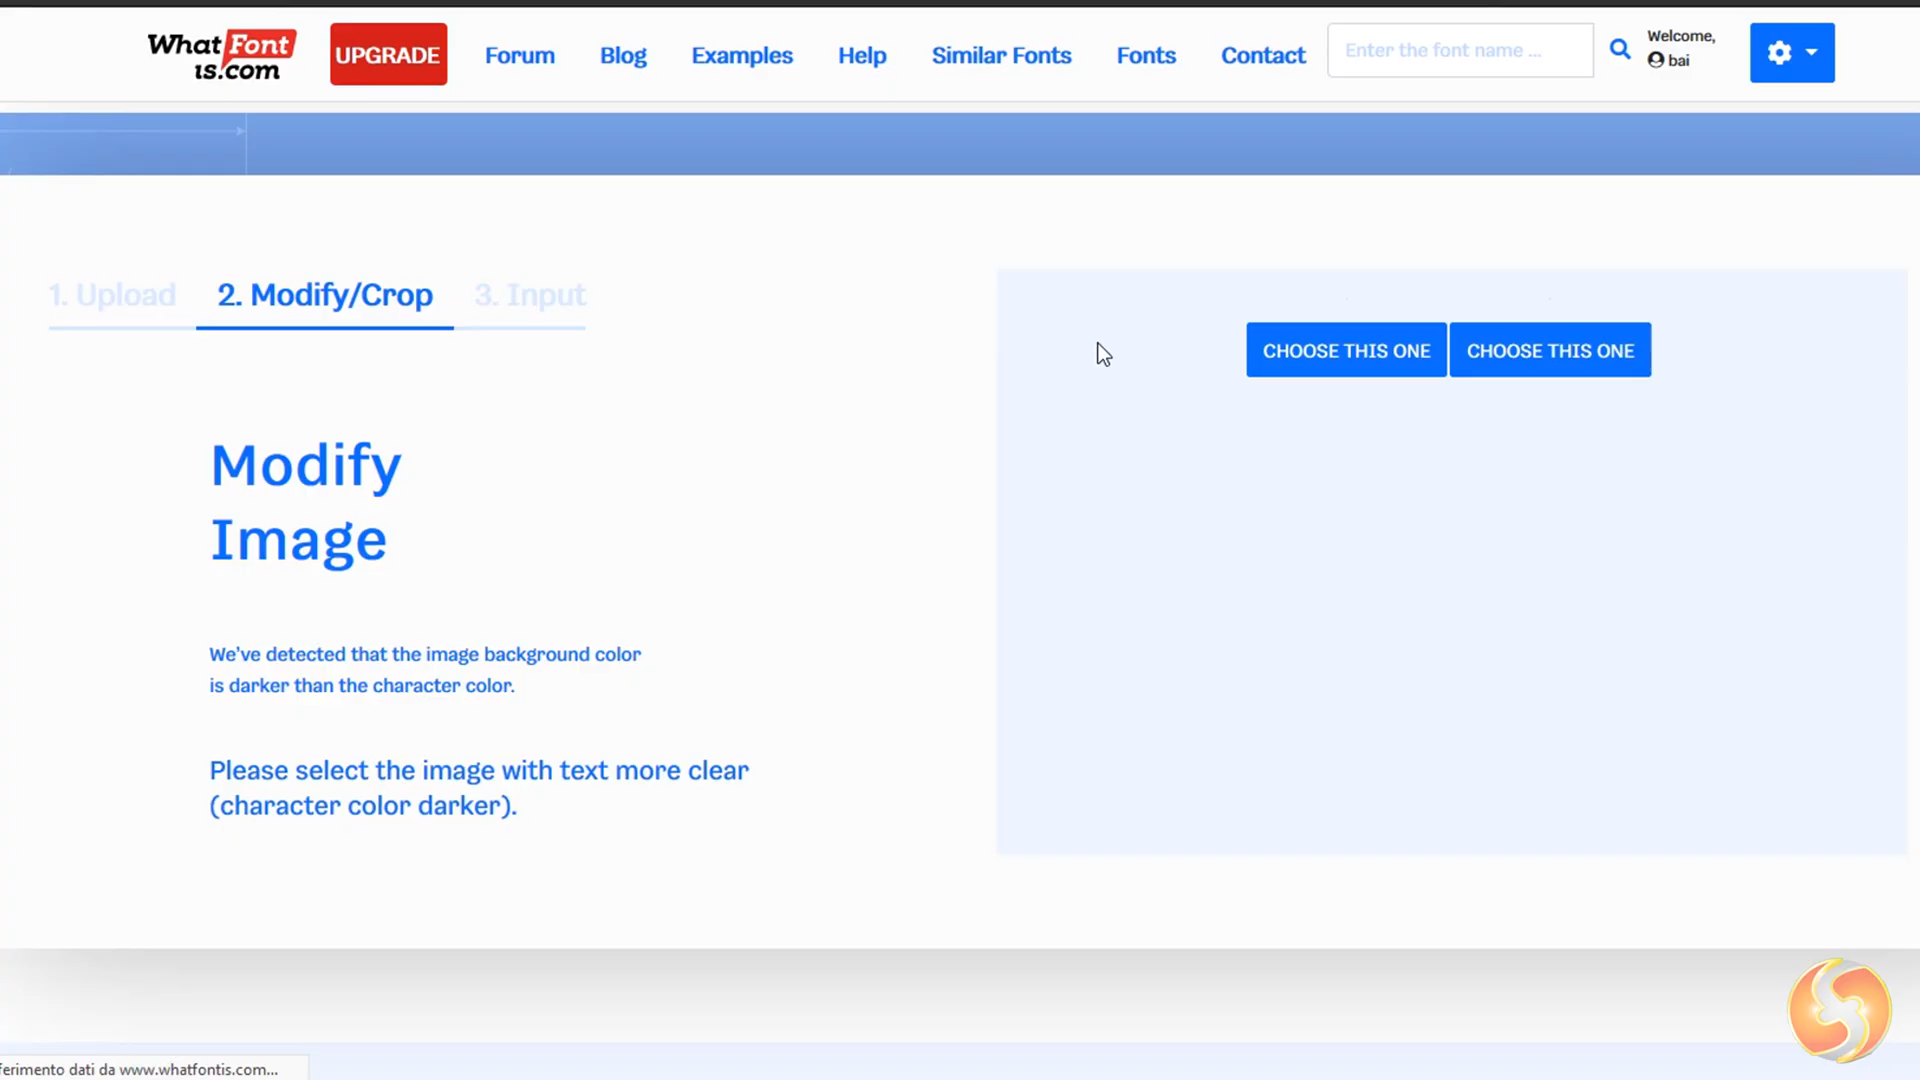 What Font
is.com
UPGRADE
Forum
Blog
Examples
Help
Similar Fonts
Fonts
Contact
Enter the font name ...
Welcome,
bai
1. Upload
2. Modify/Crop
3. Input
CHOOSE THIS ONE
CHOOSE THIS ONE
Modify
Image
We've detected that the image background color
is darker than the character color.
Please select the image with text more clear
(character color darker).
ferimento dati da www.whatfontis.com...